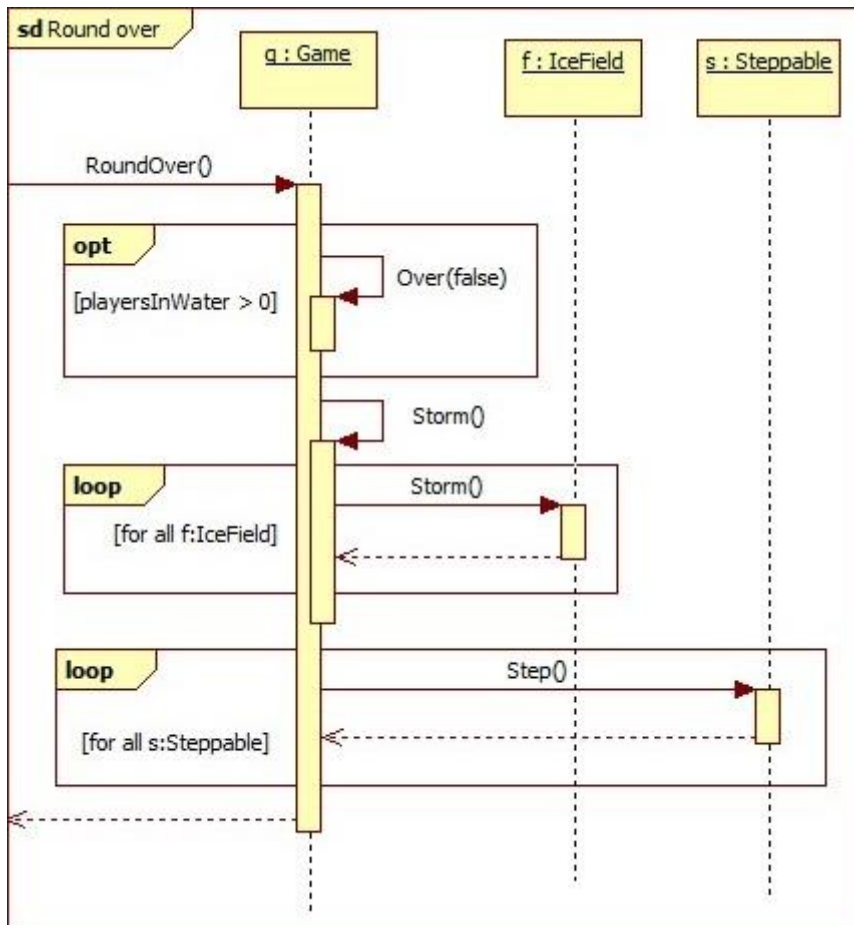 sd Round over
g : Game
f : IceField
s : Steppable
RoundOver()
opt
[playersInWater > 0]
Over(false)
Storm()
loop
Storm()
[for all f:IceField]
loop
Step()
[for all s:Steppable]